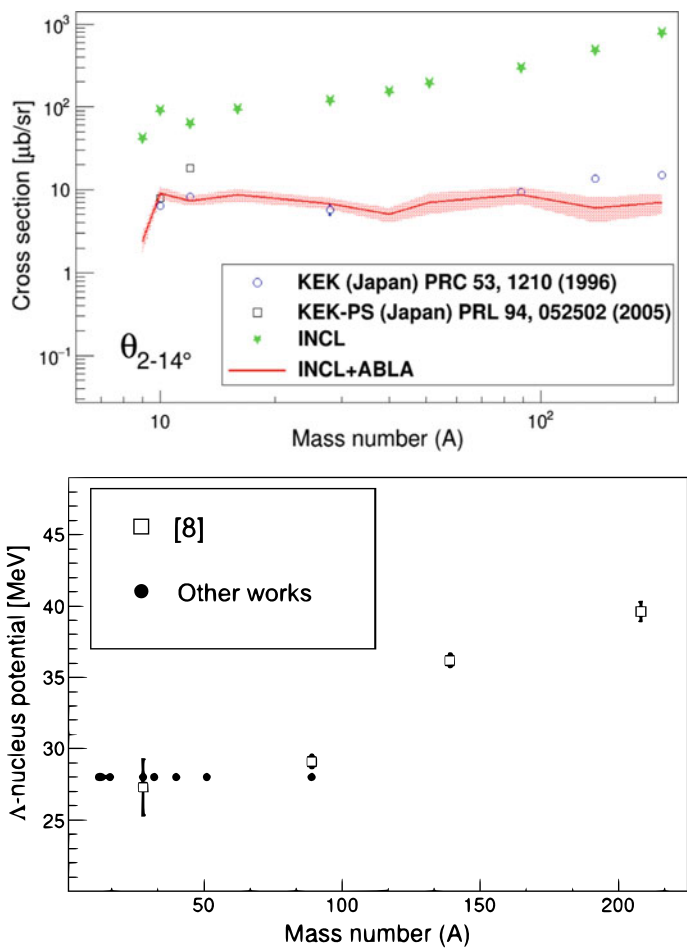 10³
10²
10
1
10⁻¹
Cross section [μb/sr]
KEK (Japan) PRC 53, 1210 (1996)
KEK-PS (Japan) PRL 94, 052502 (2005)
INCL
INCL+ABLA
θ2-14°
10
10²
Mass number (A)
[8]
Other works
45
40
35
30
25
Λ-nucleus potential [MeV]
50
100
150
200
Mass number (A)